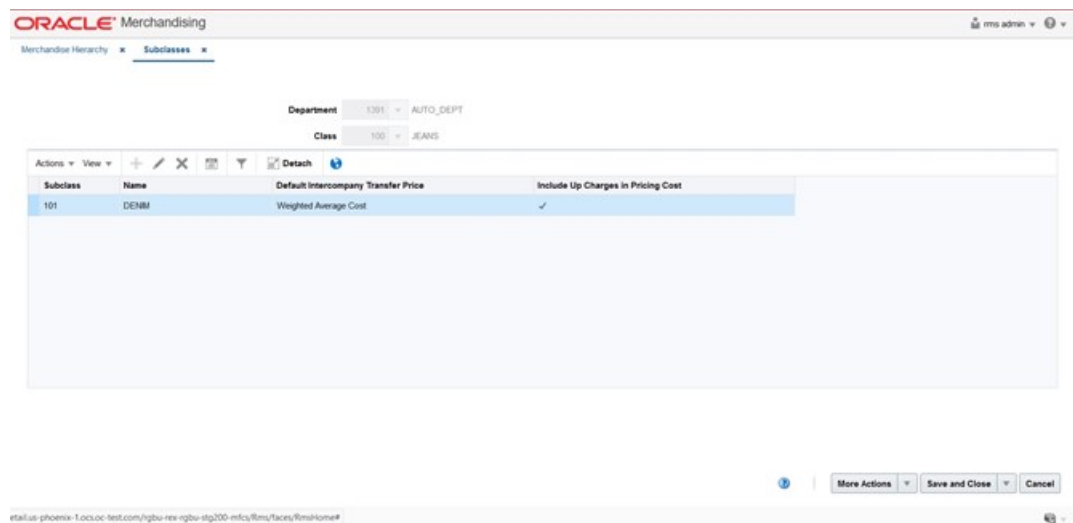 ORACLE® Merchandising rms admin
Merchandise Hierarchy Subclasses
Department 1391 AUTO_DEPT
Class 100 JEANS
Actions View Detach
Subclass Name Default Intercompany Transfer Price Include Up Charges in Pricing Cost
101 DENIM Weighted Average Cost
More Actions Save and Close Cancel
etail.us-phoenix-1.ocs.oc-test.com/rgbu-rex-rgbu-stg200-mfcs/Rms/faces/RmsHome#